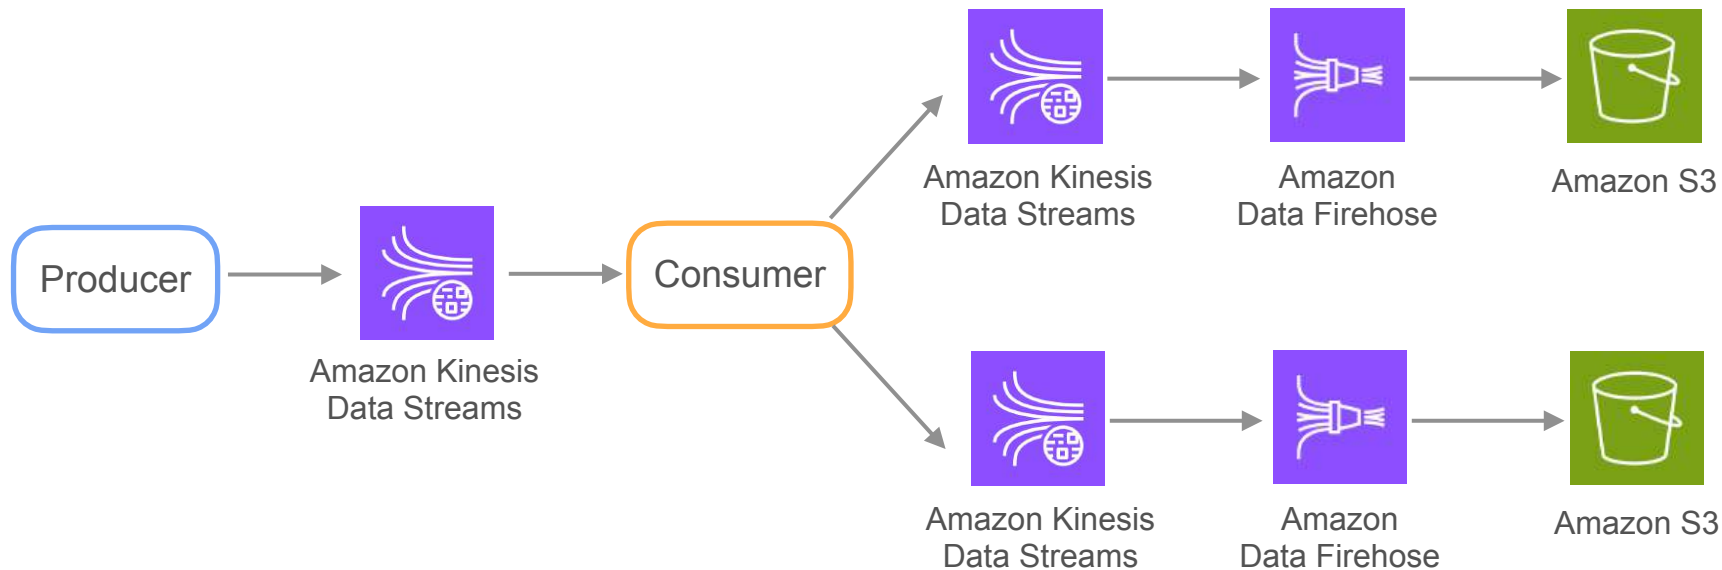 Producer
Amazon Kinesis
Data Streams
Consumer
Amazon Kinesis
Data Streams
Amazon
Data Firehose
Amazon S3
Amazon Kinesis
Data Streams
Amazon
Data Firehose
Amazon S3